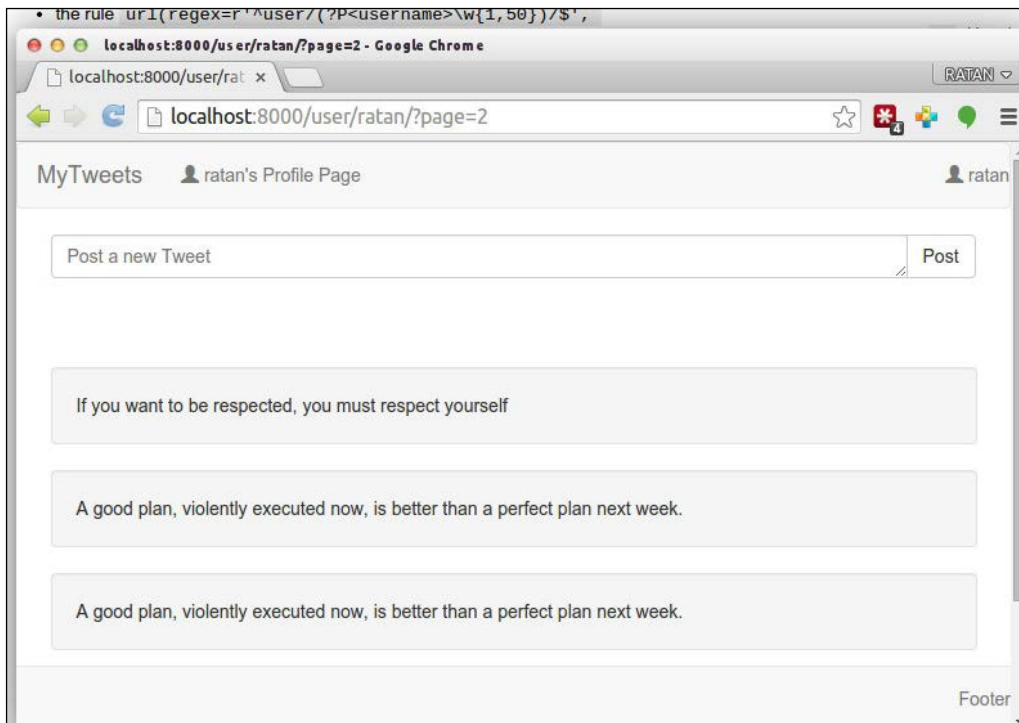 • the rule url(regex=r'^user/(?P<username>\w{1,50})/$',
localhost:8000/user/ratan/?page=2 - Google Chrome
localhost:8000/user/rat ×
RATAN
localhost:8000/user/ratan/?page=2
4
MyTweets ratan's Profile Page ratan
Post a new Tweet Post
If you want to be respected, you must respect yourself
A good plan, violently executed now, is better than a perfect plan next week.
A good plan, violently executed now, is better than a perfect plan next week.
Footer